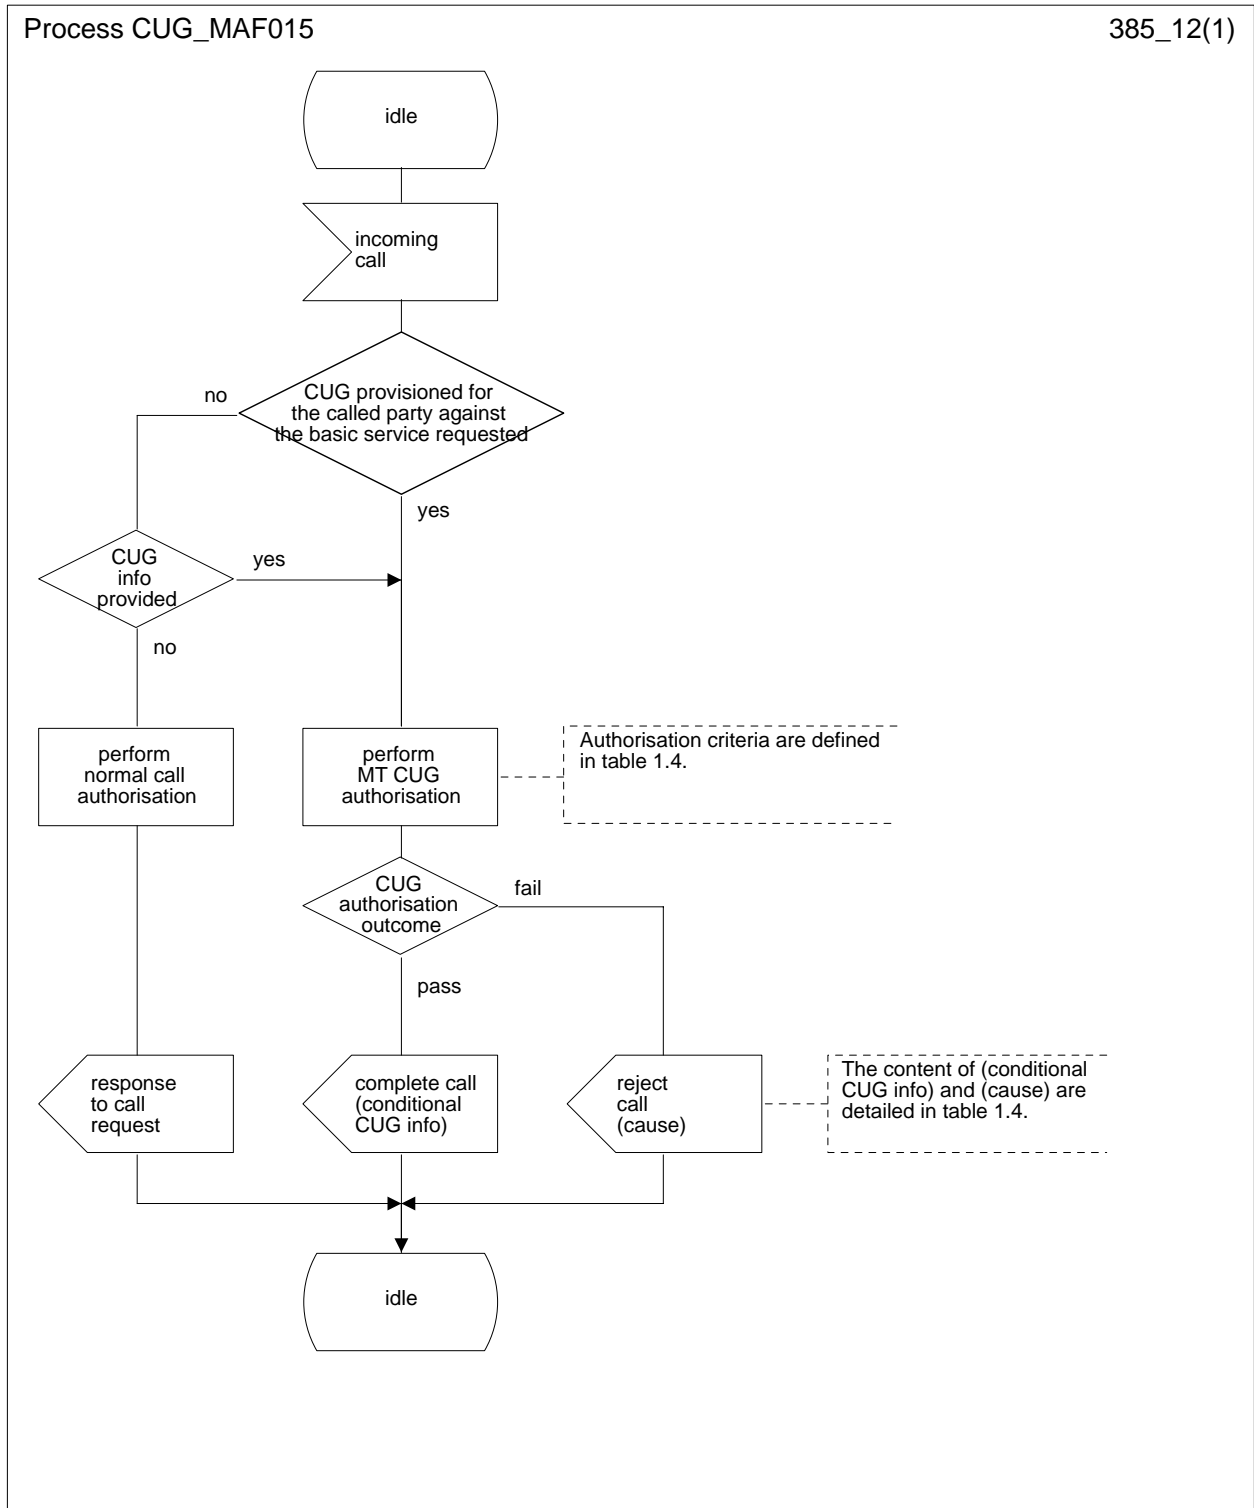 Process CUG_MAF015
385_12(1)
idle
incoming
call
no
CUG provisioned for
the called party against
the basic service requested
yes
CUG
info
provided
yes
no
perform
normal call
authorisation
perform
MT CUG
authorisation
Authorisation criteria are defined
in table 1.4.
CUG
authorisation
outcome
fail
pass
response
to call
request
complete call
(conditional
CUG info)
reject
call
(cause)
The content of (conditional
CUG info) and (cause) are
detailed in table 1.4.
idle